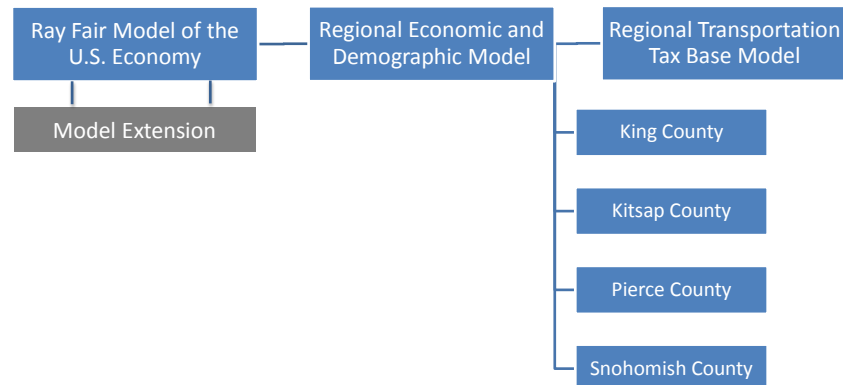 Ray Fair Model of the
U.S. Economy
Regional Economic and
Demographic Model
Regional Transportation
Tax Base Model
Model Extension
King County
Kitsap County
Pierce County
Snohomish County